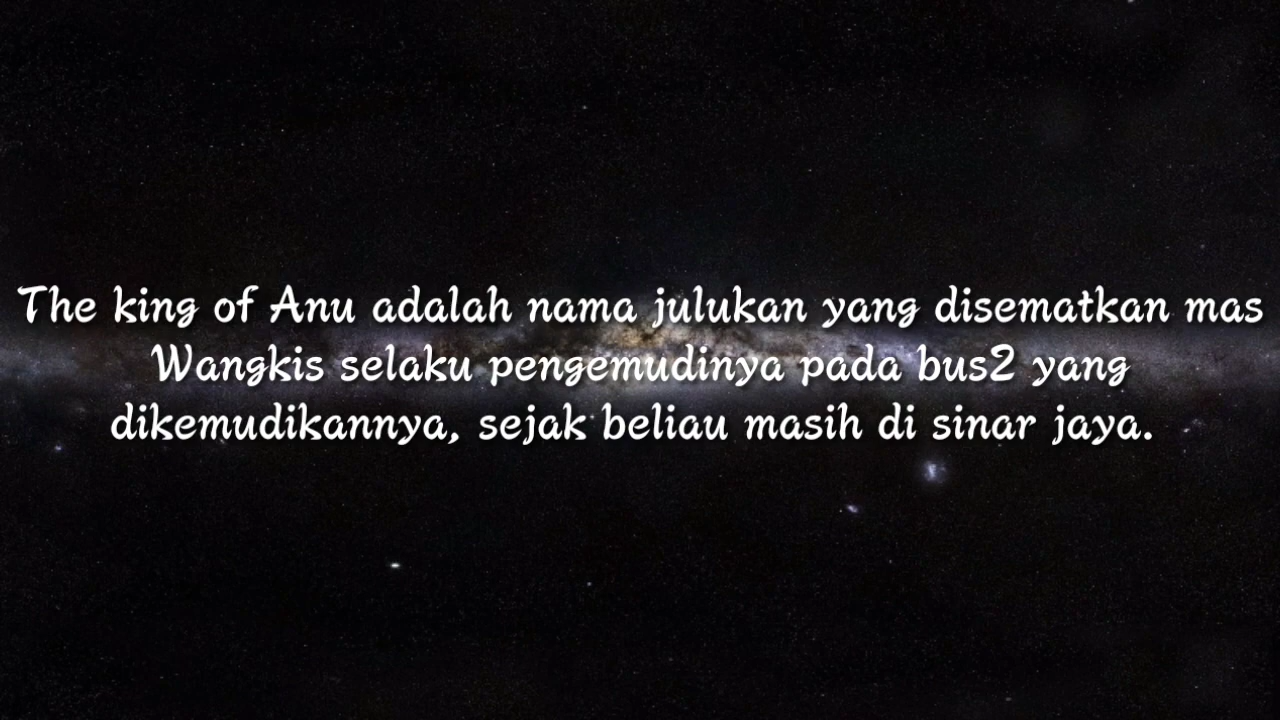 The king of Anu adalah nama julukan yang disematkan mas
Wangkis selaku pengemudinya pada bus2 yang
dikemudikannya, sejak beliau masih di sinar jaya.